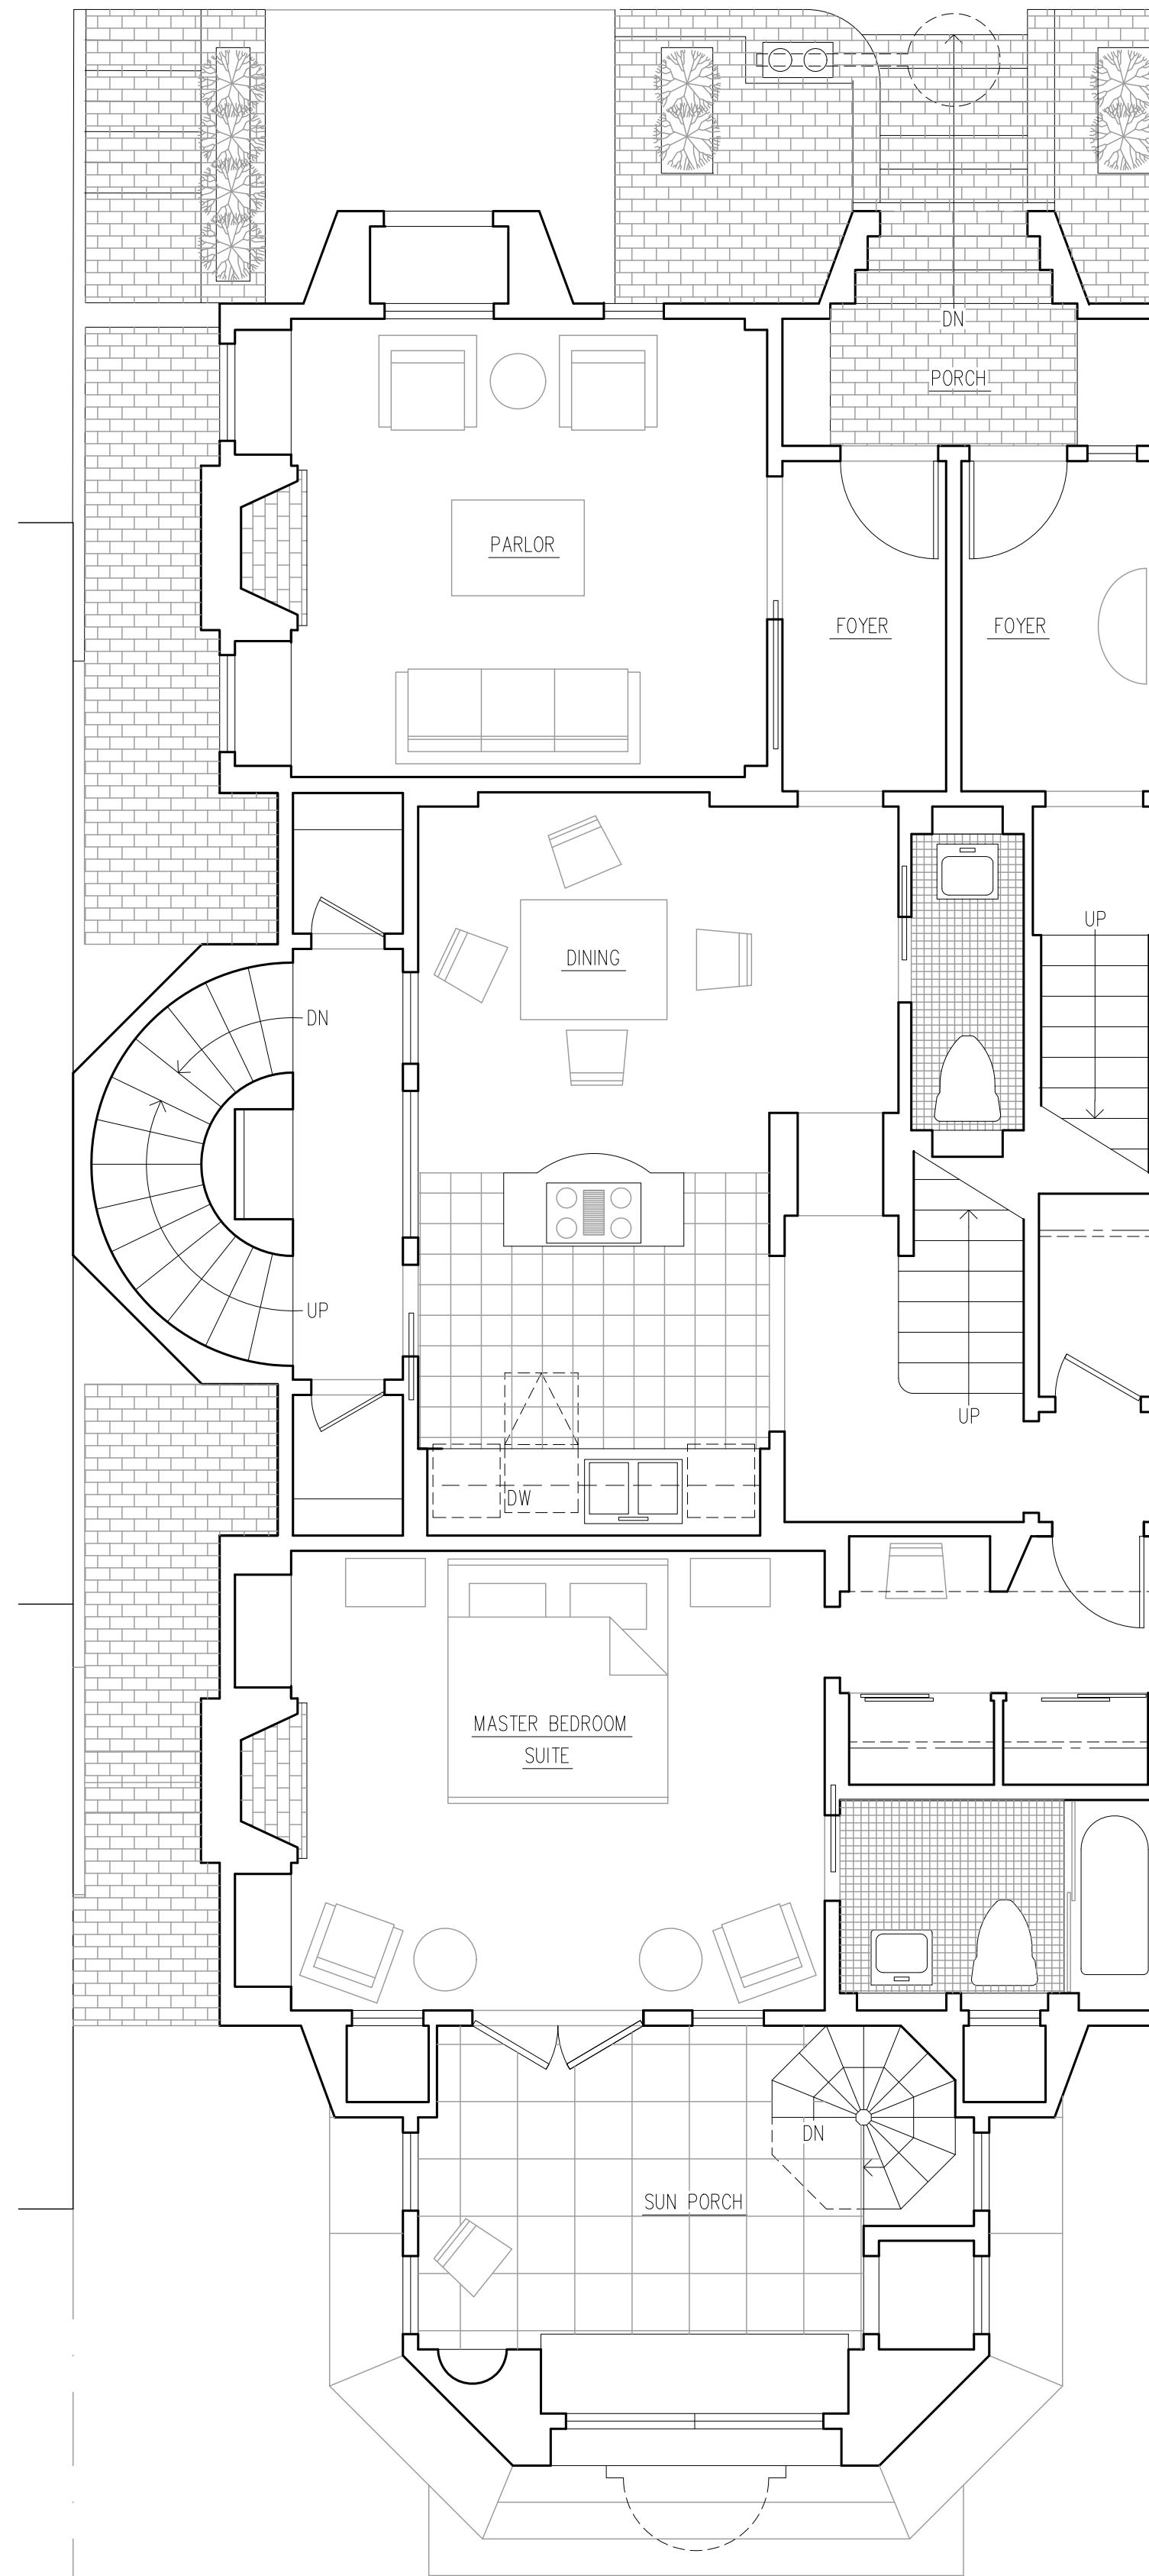 DN
PORCH
PARLOR
FOYER
FOYER
UP
DINING
DN
UP
UP
DW
MASTER BEDROOM
SUITE
DN
SUN PORCH